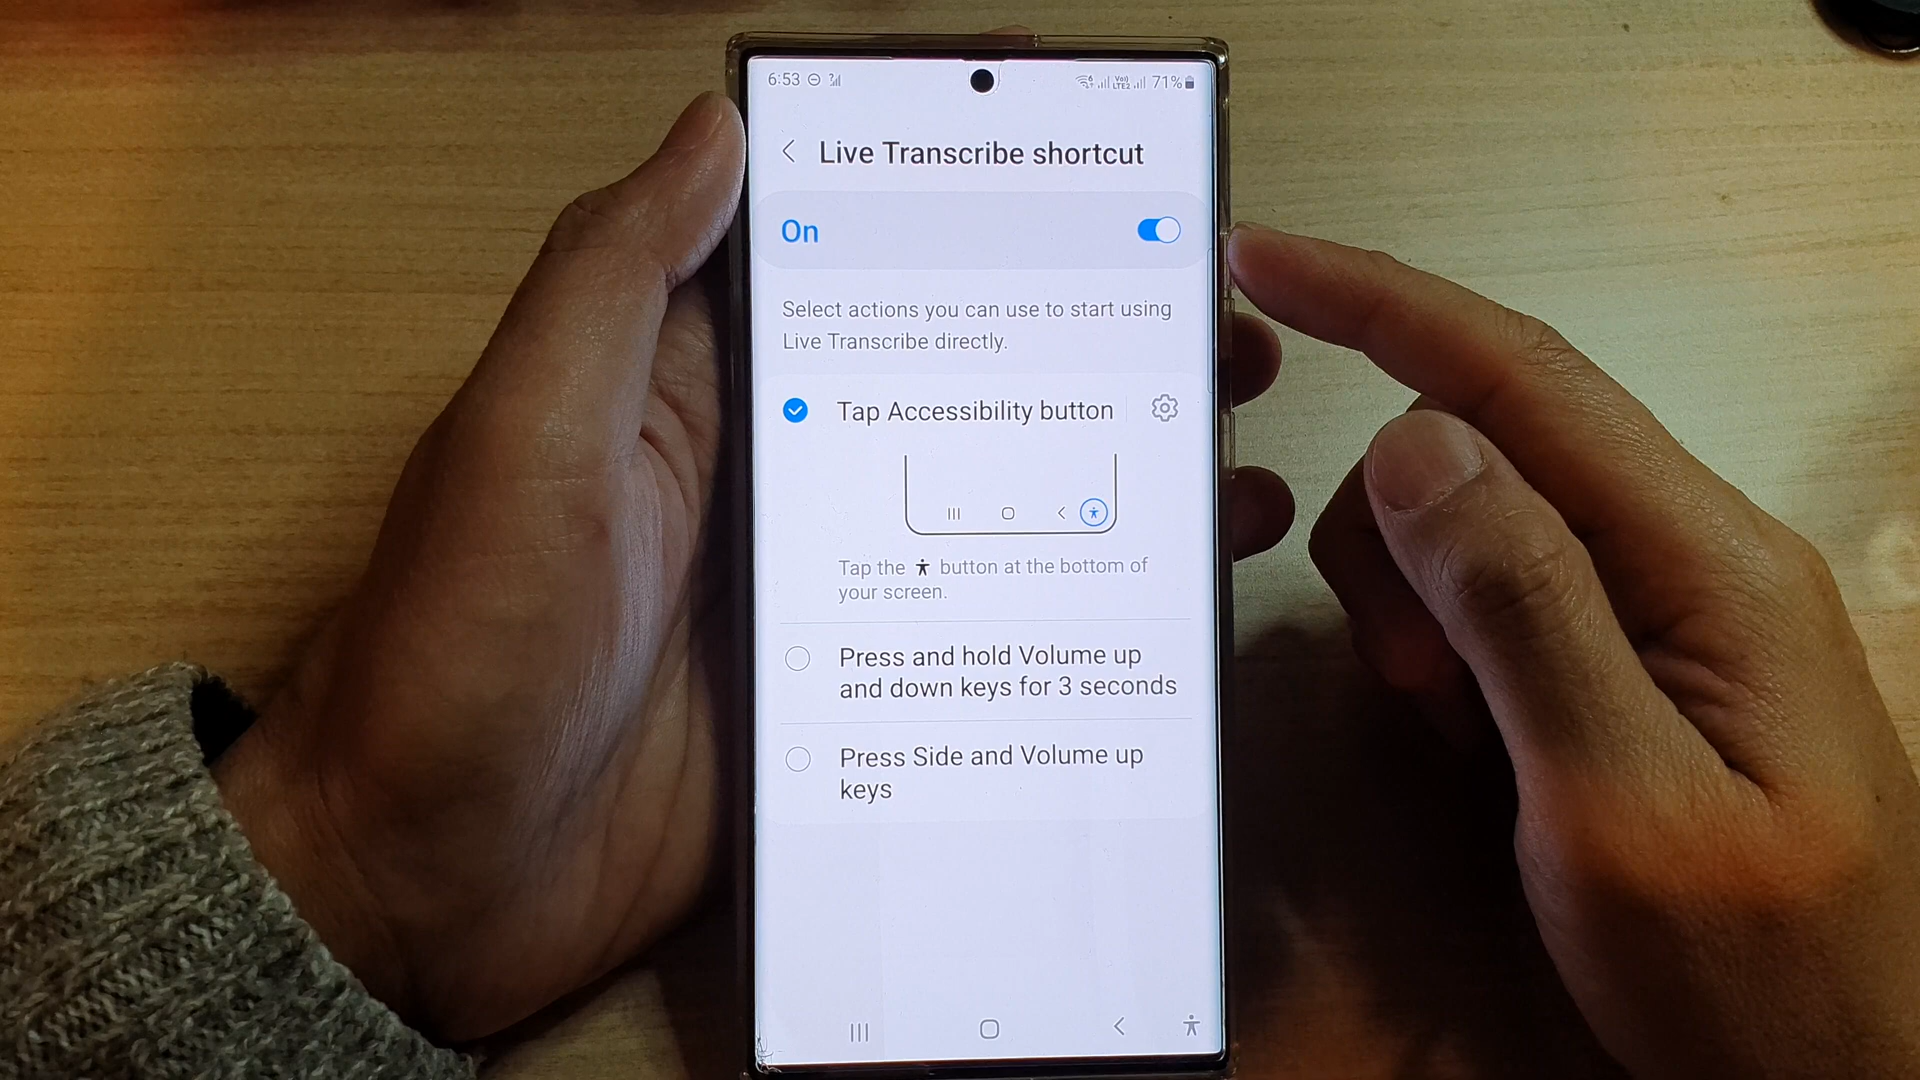 6:53
71%
Live Transcribe shortcut
On
Select actions you can use to start using
Live Transcribe directly.
Tap Accessibility button
Tap the button at the bottom of
your screen.
Press and hold Volume up
and down keys for 3 seconds
Press Side and Volume up
keys